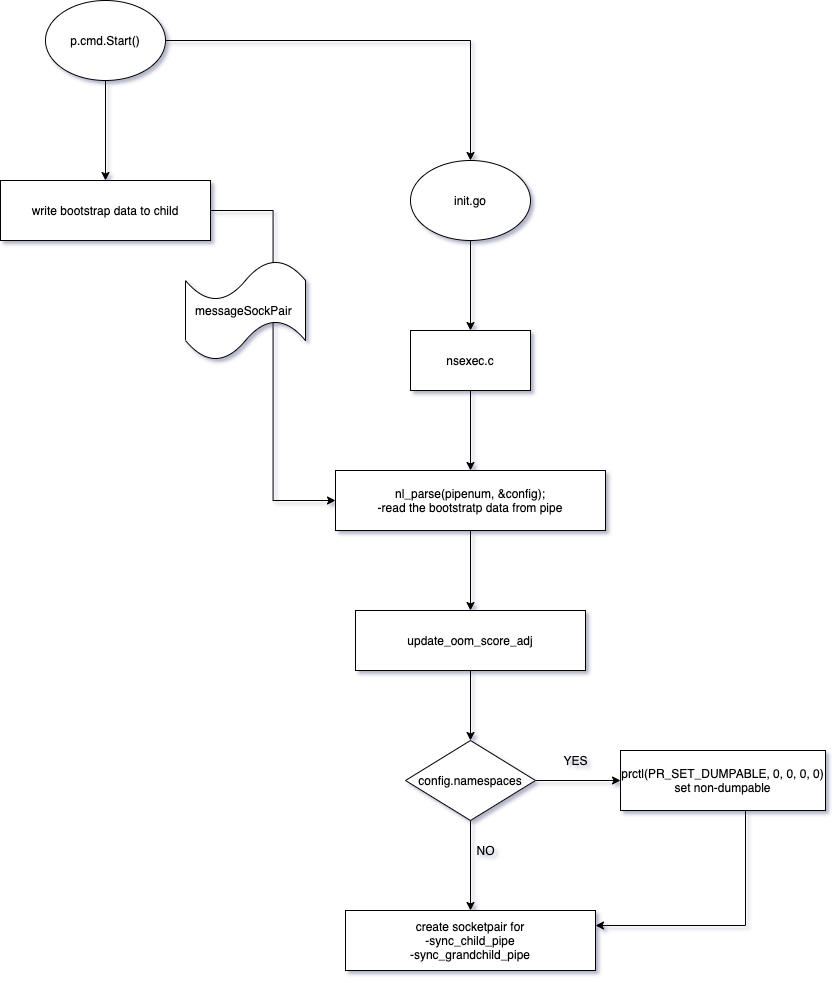 p.cmd.Start()
write bootstrap data to child
init.go
messageSockPair
nsexec.c
nl_parse(pipenum, &config);
-read the bootstratp data from pipe
update_oom_score_adj
config.namespaces
YES
prctl(PR_SET_DUMPABLE, 0, 0, 0, 0)
set non-dumpable
NO
create socketpair for
-sync_child_pipe
-sync_grandchild_pipe